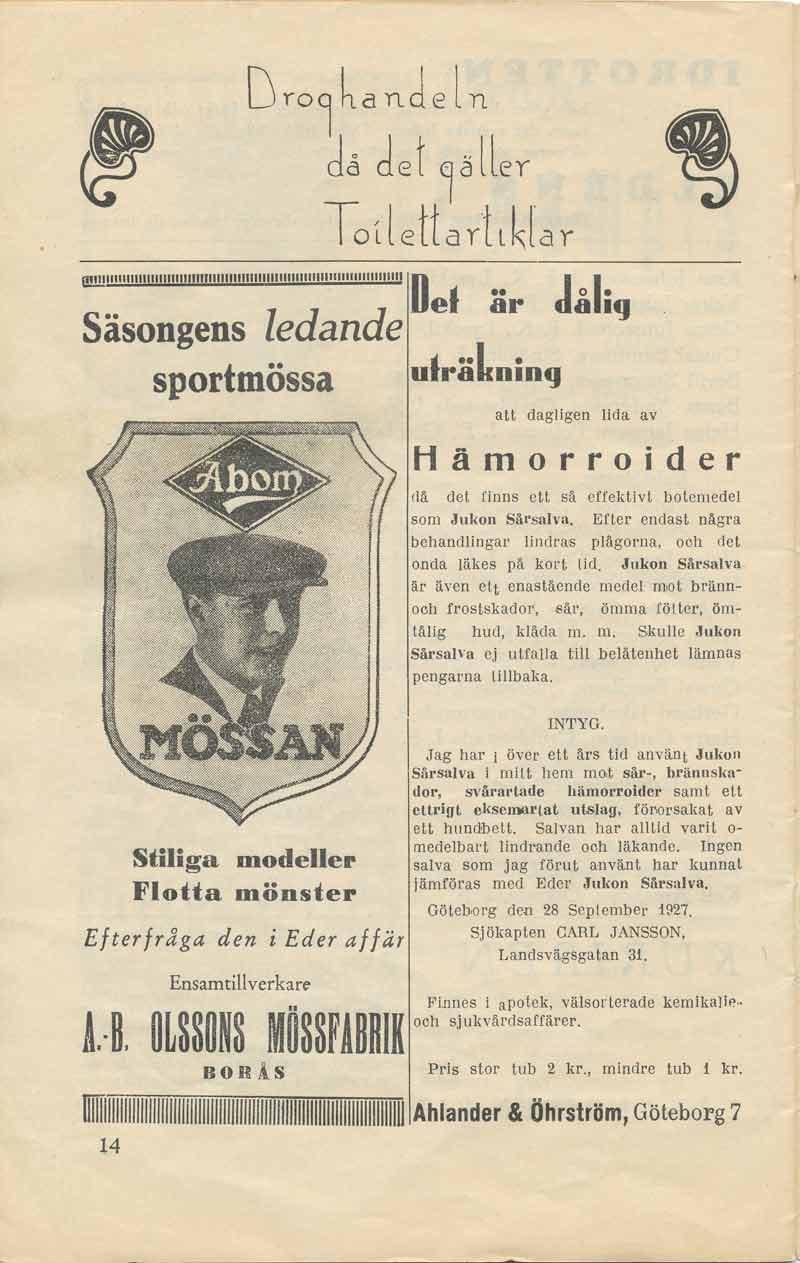 Droghandeln
då det gäller
Toilettartiklar
Säsongens ledande
sportmössa
Åbom
MÖSSAN
Stiliga modeller
Flotta mönster
Efterfråga den i Eder affär
Ensamtillverkare
A.-B. OLSSONS MÖSSFABRIK
BORÅS
14
Det är dålig
uträkning
att dagligen lida av
Hämorroider
då det finns ett så effektivt botemedel
som Jukon Sårsalva. Efter endast några
behandlingar lindras plågorna, och det
onda läkes på kort tid. Jukon Sårsalva
är även ett enastående medel mot bränn-
och frostskador, sår, ömma fötter, öm-
tålig hud, klåda m. m. Skulle Jukon
Sårsalva ej utfalla till belåtenhet lämnas
pengarna tillbaka.
INTYG.
Jag har i över ett års tid använt Jukon
Sårsalva i mitt hem mot sår-, brännska-
dor, svårartade hämorroider samt ett
ettrigt eksemartat utslag, förorsakat av
ett hundbett. Salvan har alltid varit o-
medelbart lindrande och läkande. Ingen
salva som jag förut använt har kunnat
jämföras med Eder Jukon Sårsalva.
Göteborg den 28 September 1927.
Sjökapten CARL JANSSON,
Landsvägsgatan 31.
Finnes i apotek, välsorterade kemikalie-
och sjukvårdsaffärer.
Pris stor tub 2 kr., mindre tub 1 kr.
Ahlander & Öhrström, Göteborg 7